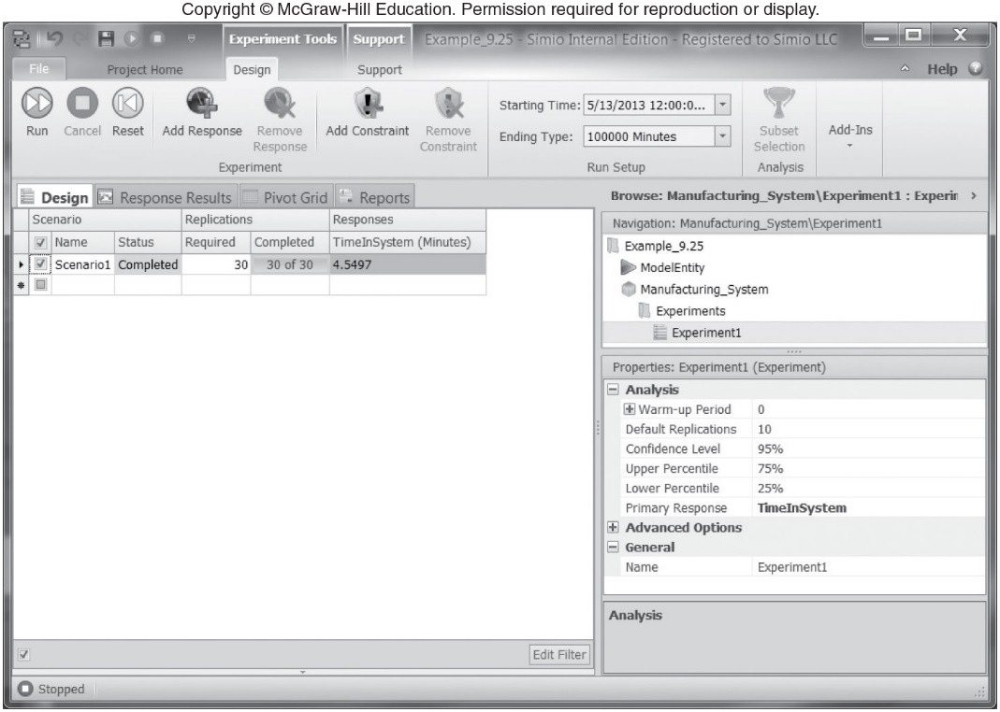 Copyright © McGraw-Hill Education. Permission required for reproduction or display.
Experiment Tools Support Example_9.25 - Simio Internal Edition - Registered to Simio LLC
File Project Home Design Support Help
Run Cancel Reset Add Response Remove Response Add Constraint Remove Constraint
Experiment
Starting Time: 5/13/2013 12:00:0...
Ending Type: 100000 Minutes
Run Setup
Subset Selection
Analysis
Add-Ins
Design Response Results Pivot Grid Reports
Scenario Replications Responses
Name Status Required Completed TimeInSystem (Minutes)
Scenario1 Completed 30 30 of 30 4.5497
Edit Filter
Browse: Manufacturing_System\Experiment1 : Experin
Navigation: Manufacturing_System\Experiment1
Example_9.25
ModelEntity
Manufacturing_System
Experiments
Experiment1
Properties: Experiment1 (Experiment)
Analysis
Warm-up Period 0
Default Replications 10
Confidence Level 95%
Upper Percentile 75%
Lower Percentile 25%
Primary Response TimeInSystem
Advanced Options
General
Name Experiment1
Analysis
Stopped